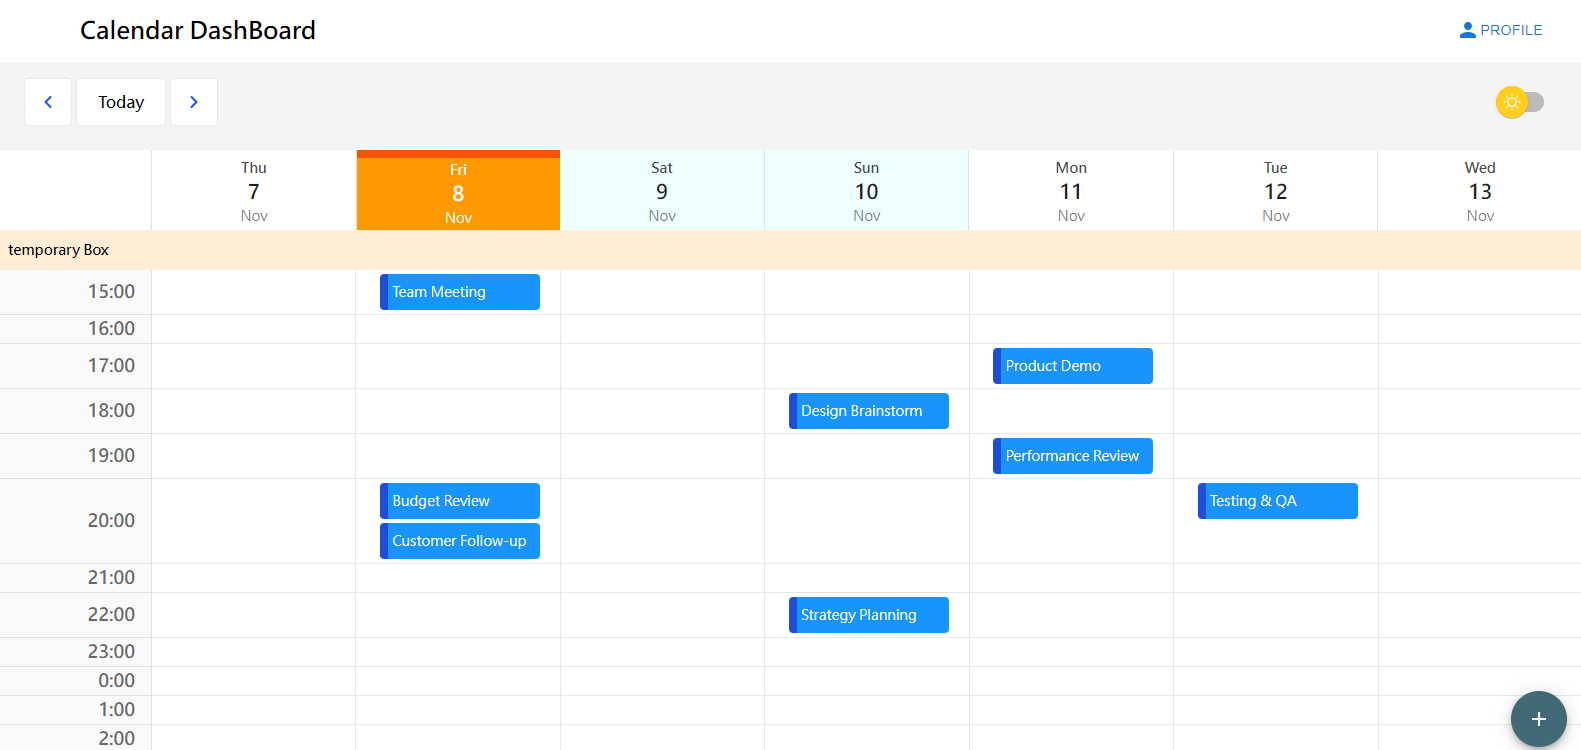 Calendar DashBoard
PROFILE
Today
Thu
7
Nov
Fri
8
Nov
Sat
9
Nov
Sun
10
Nov
Mon
11
Nov
Tue
12
Nov
Wed
13
Nov
temporary Box
15:00
Team Meeting
16:00
17:00
Product Demo
18:00
Design Brainstorm
19:00
Performance Review
20:00
Budget Review
Customer Follow-up
Testing & QA
21:00
22:00
Strategy Planning
23:00
0:00
1:00
2:00